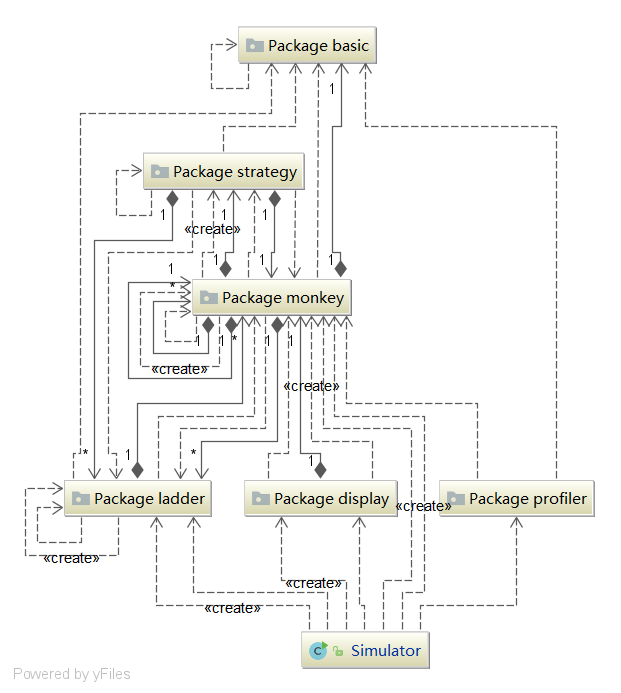 Package basic
1
Package strategy
1
1
«create»
1
1
1
1
*
Package monkey
1
1
*
1
1
«create»
«create»
*
1
*
1
Package ladder
Package display
Package profiler
«create»
«create»
«create»
«create»
Simulator
Powered by yFiles